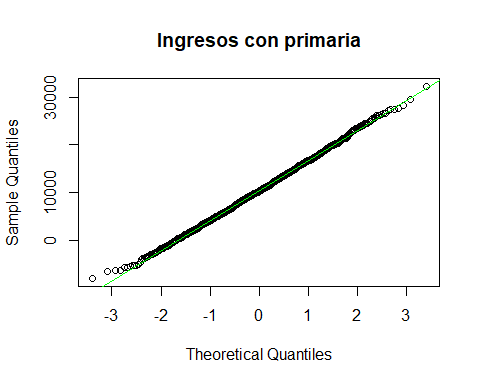 Ingresos con primaria
Sample Quantiles
30000
10000
0
-3 -2 -1 0 1 2 3
Theoretical Quantiles